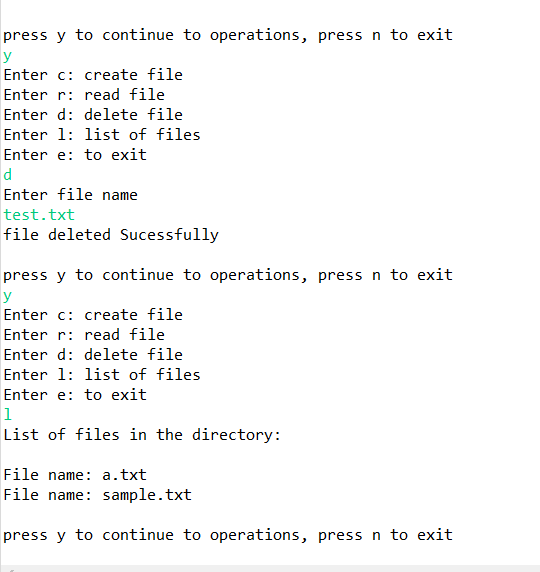 press y to continue to operations, press n to exit
y
Enter c: create file
Enter r: read file
Enter d: delete file
Enter l: list of files
Enter e: to exit
d
Enter file name
test.txt
file deleted Sucessfully
press y to continue to operations, press n to exit
y
Enter c: create file
Enter r: read file
Enter d: delete file
Enter l: list of files
Enter e: to exit
l
List of files in the directory:
File name: a.txt
File name: sample.txt
press y to continue to operations, press n to exit